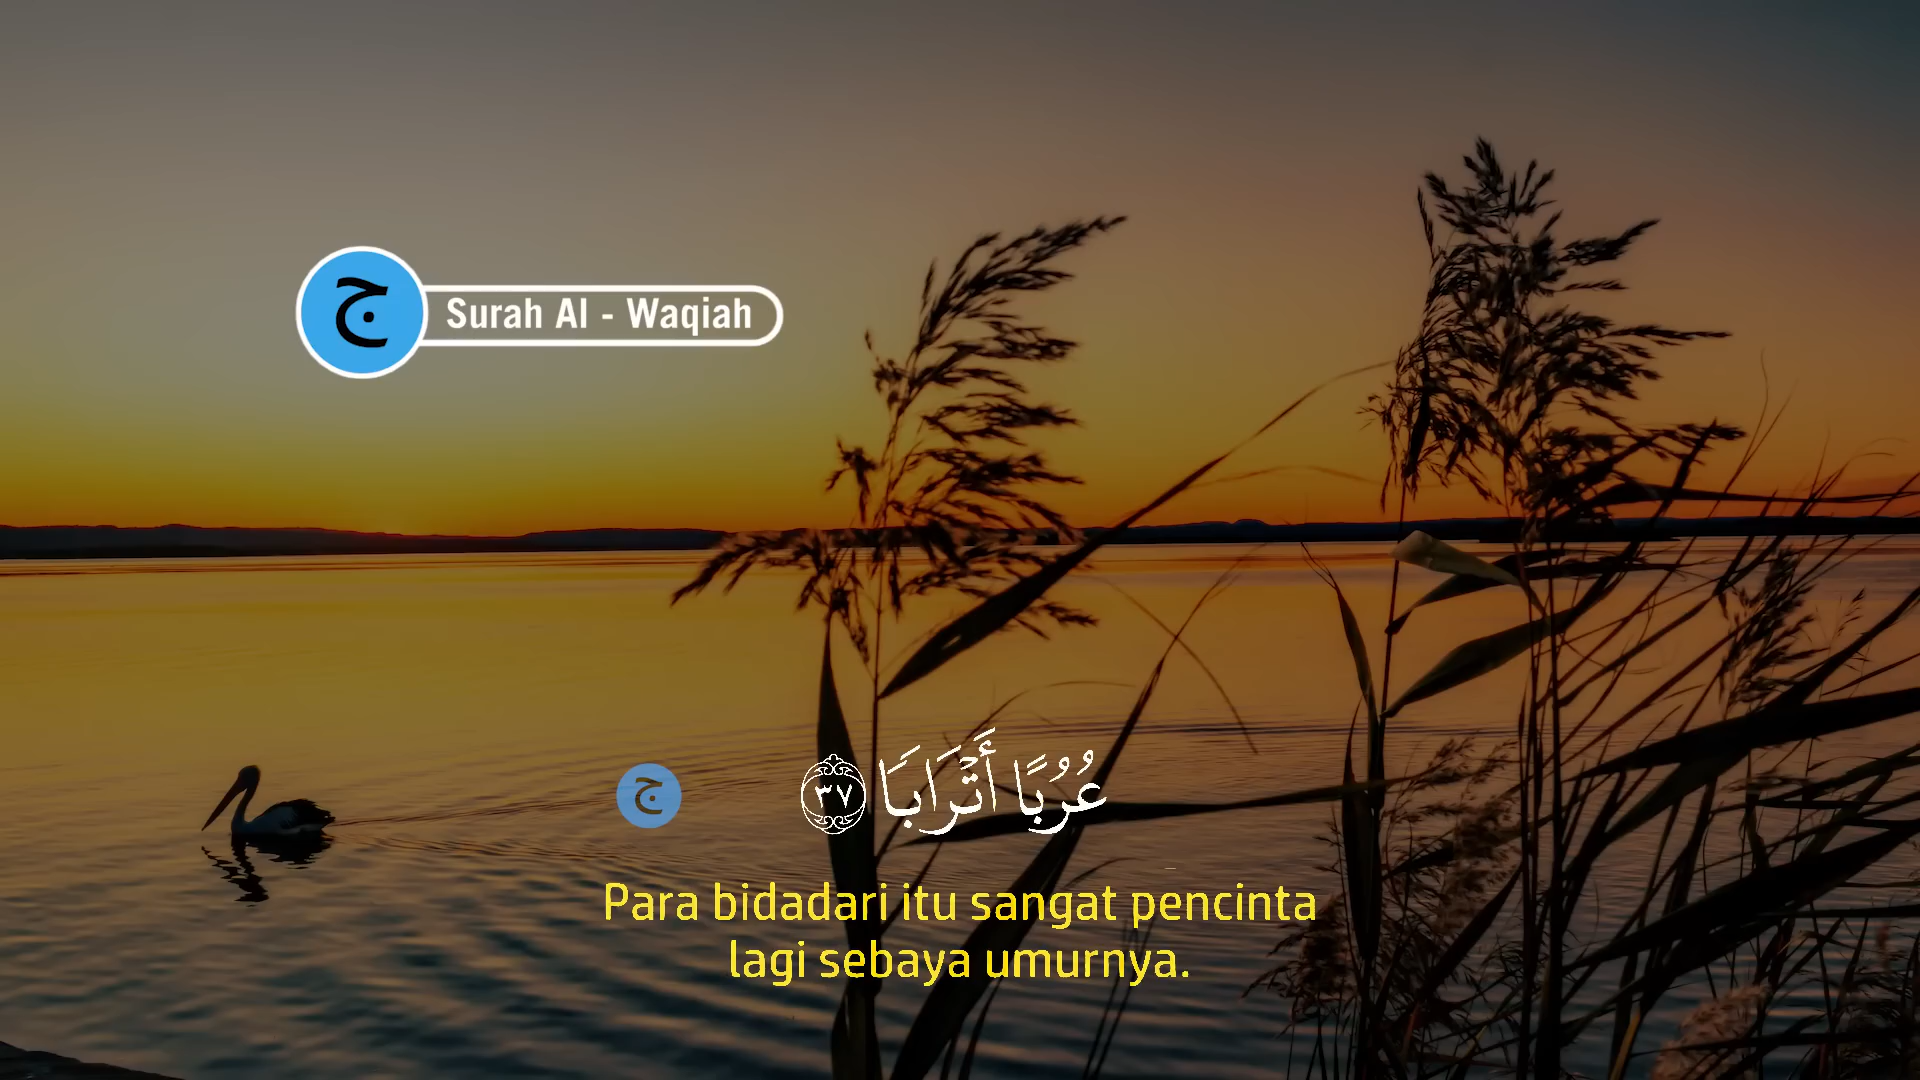 ج
Surah Al - Waqiah
ج
عُرُبًا أَتْرَابًا ٣٧
Para bidadari itu sangat pencinta
lagi sebaya umurnya.